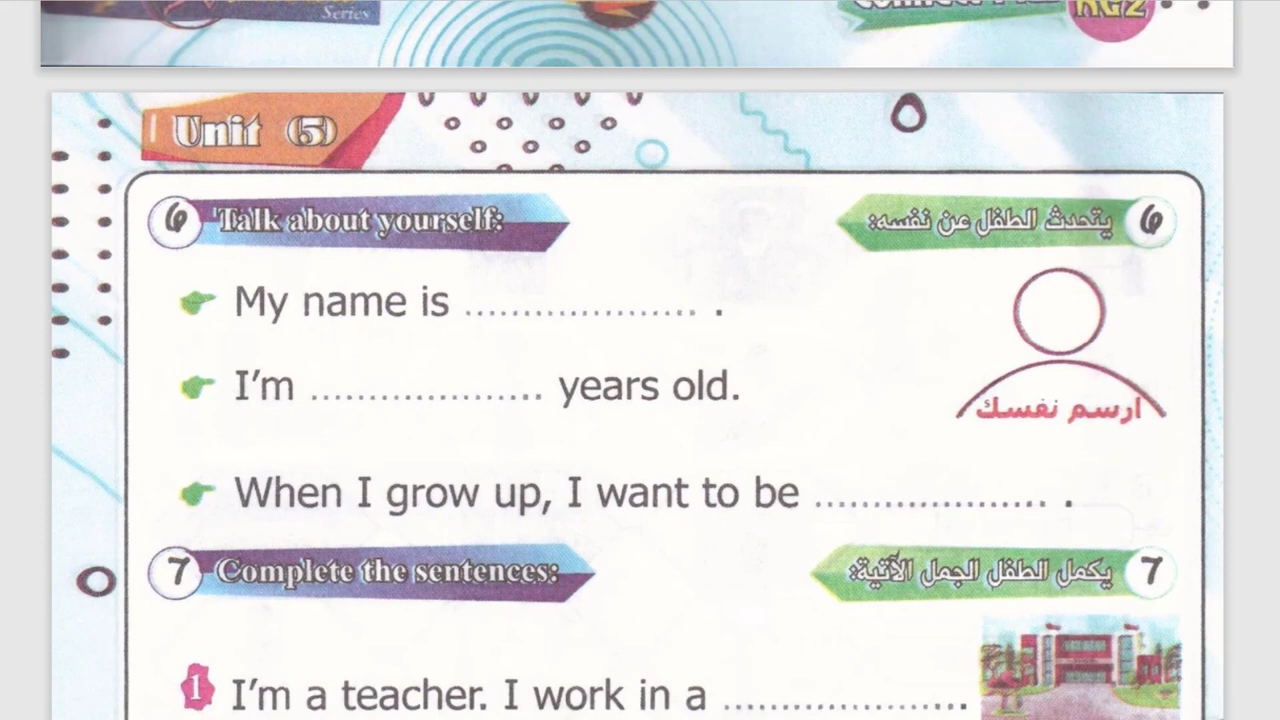 Series
KG2
Unit (5)
6 Talk about yourself:
يتحدث الطفل عن نفسه: 6
My name is .................... .
I'm .................... years old.
ارسم نفسك
When I grow up, I want to be .................... .
7 Complete the sentences:
يكمل الطفل الجمل الآتية: 7
1 I'm a teacher. I work in a .....................